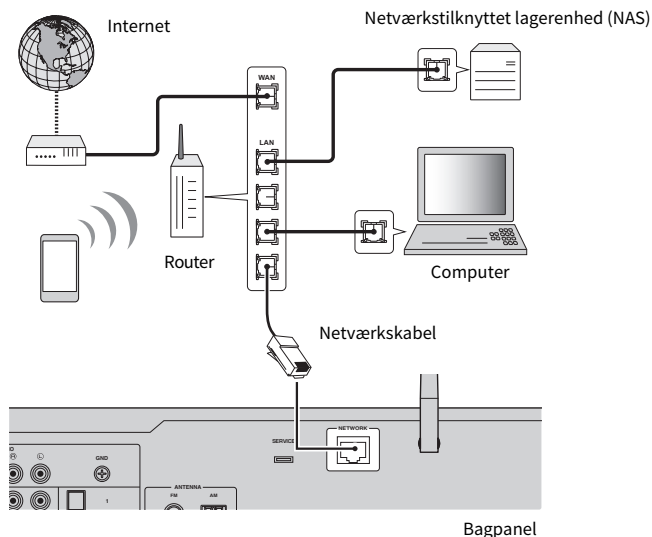 Internet
Netværkstilknyttet lagerenhed (NAS)
WAN
LAN
Router
Computer
Netværkskabel
SERVICE
NETWORK
R
L
GND
ANTENNA
FM
AM
1
Bagpanel